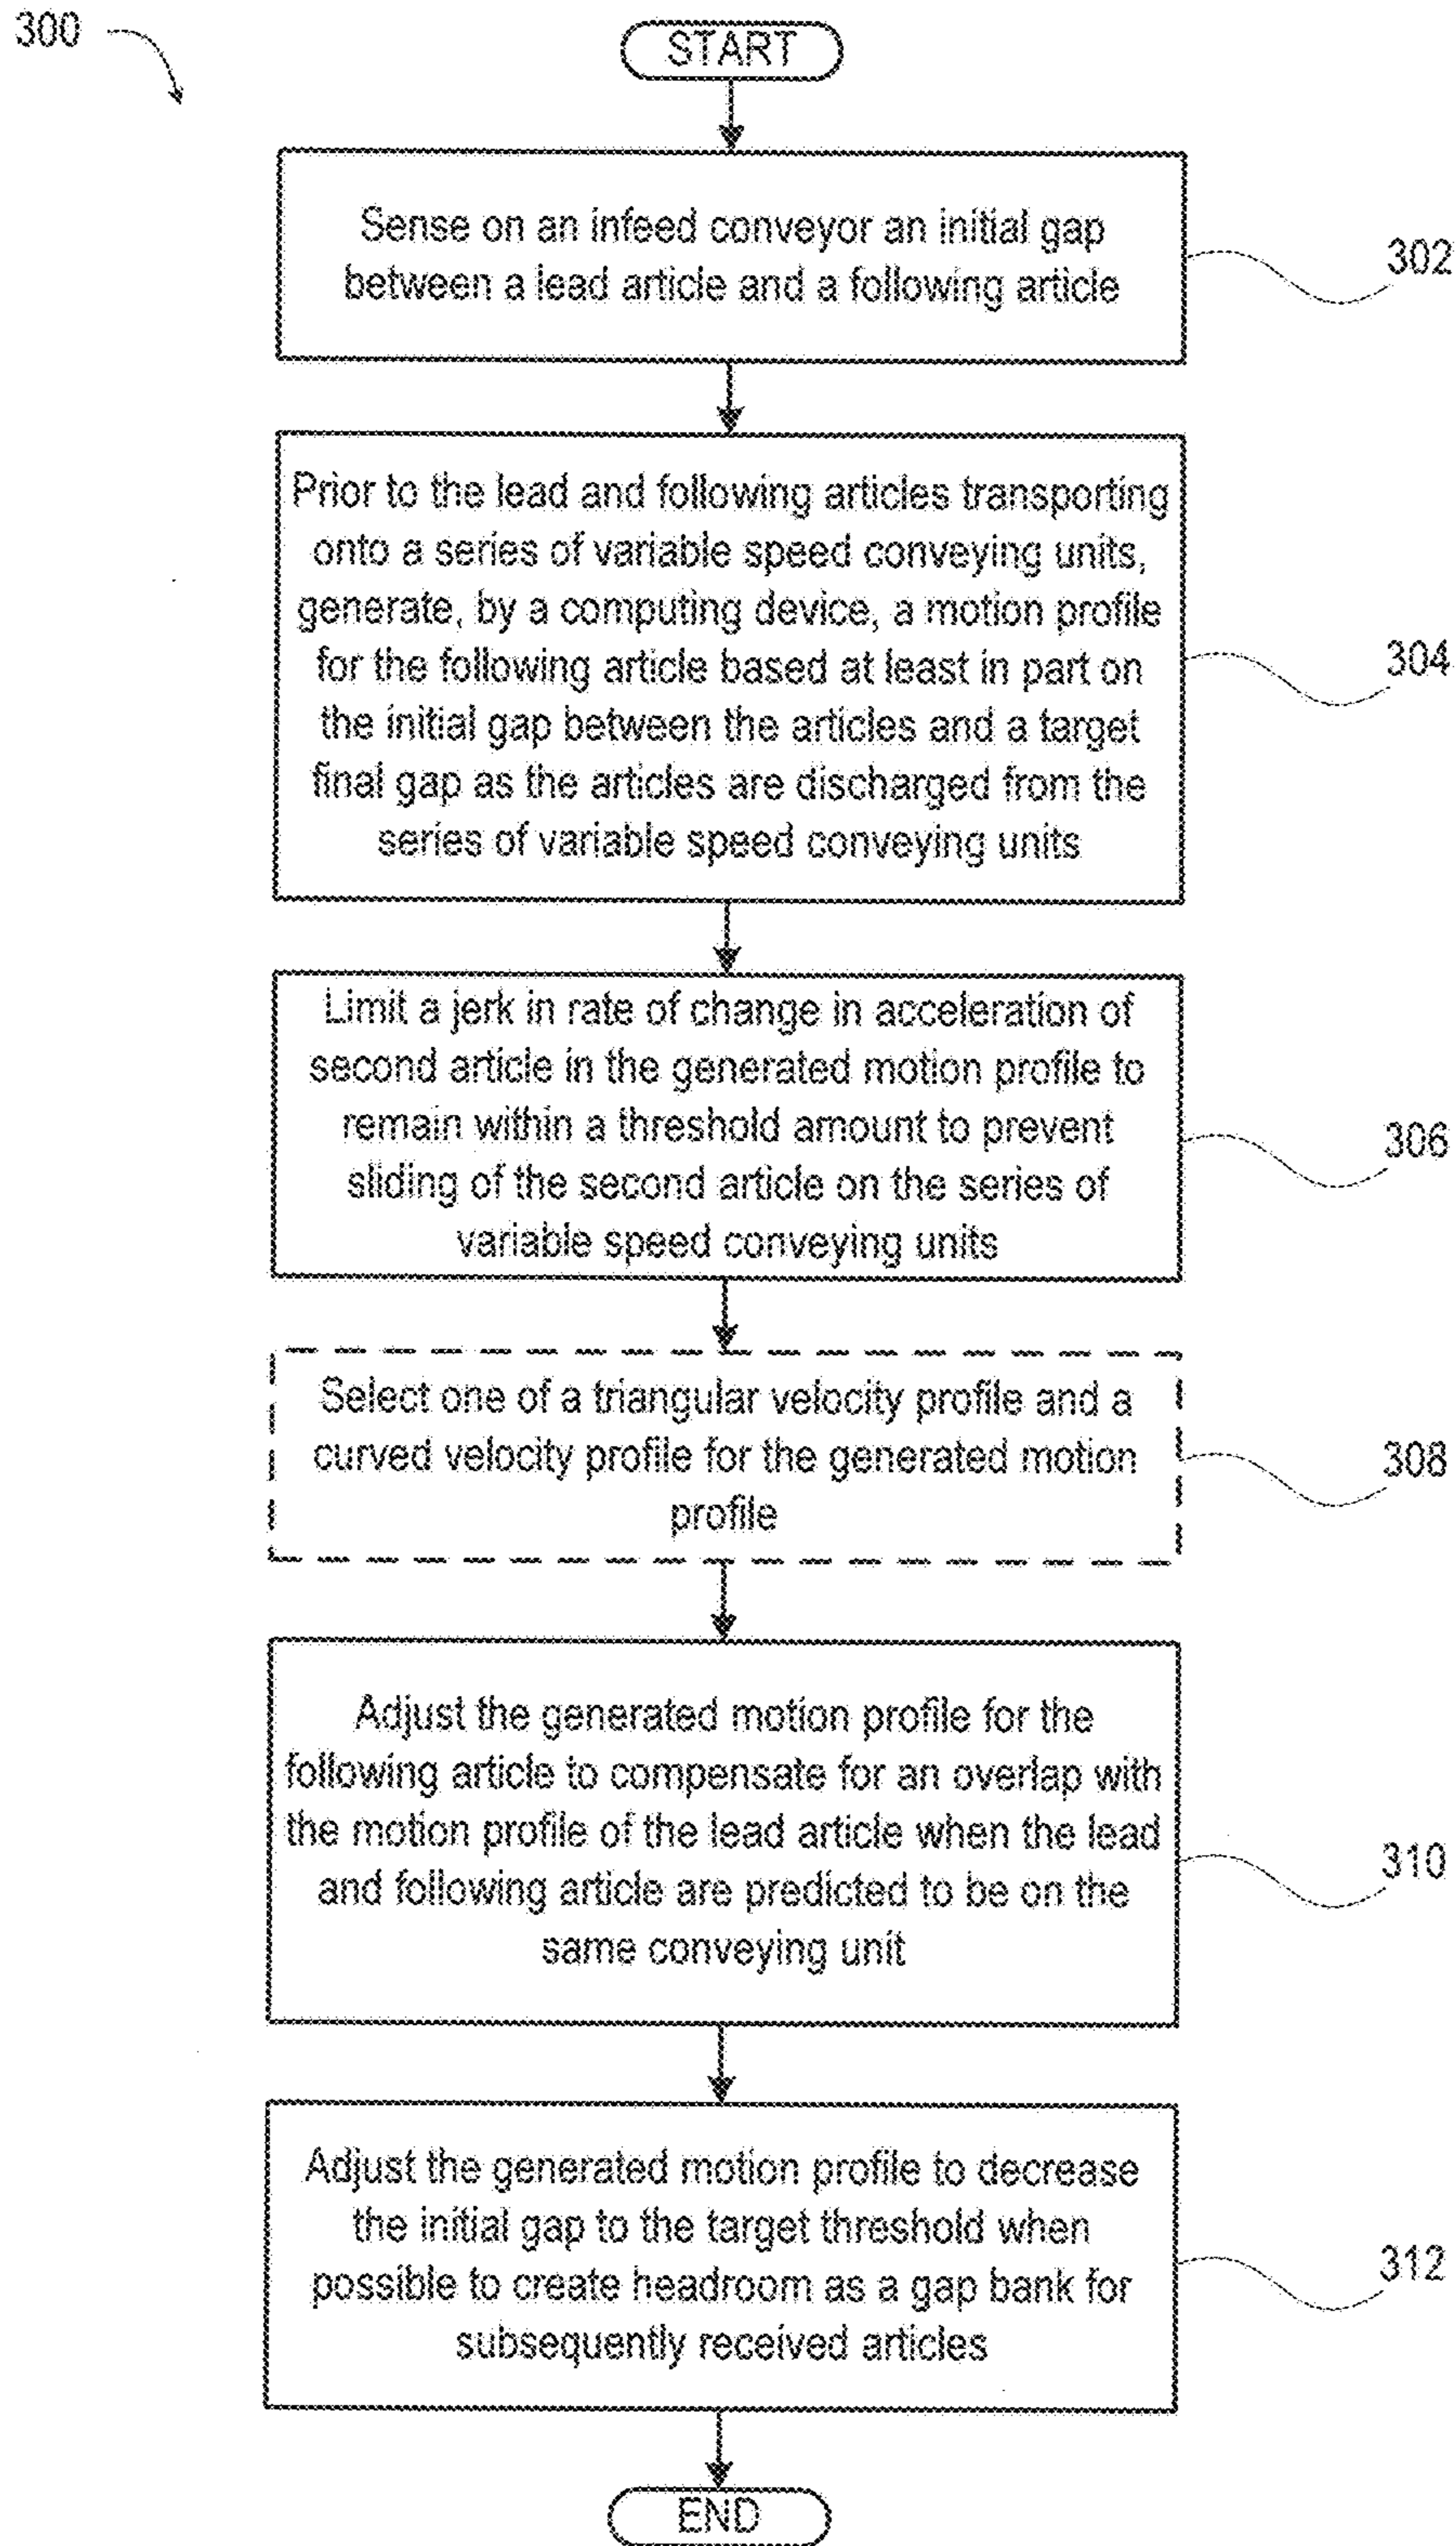 300
START
Sense on an infeed conveyor an initial gap
between a lead article and a following article
302
Prior to the lead and following articles transporting
onto a series of variable speed conveying units,
generate, by a computing device, a motion profile
for the following article based at least in part on
the initial gap between the articles and a target
final gap as the articles are discharged from the
series of variable speed conveying units
304
Limit a jerk in rate of change in acceleration of
second article in the generated motion profile to
remain within a threshold amount to prevent
sliding of the second article on the series of
variable speed conveying units
306
Select one of a triangular velocity profile and a
curved velocity profile for the generated motion
profile
308
Adjust the generated motion profile for the
following article to compensate for an overlap with
the motion profile of the lead article when the lead
and following article are predicted to be on the
same conveying unit
310
Adjust the generated motion profile to decrease
the initial gap to the target threshold when
possible to create headroom as a gap bank for
subsequently received articles
312
END